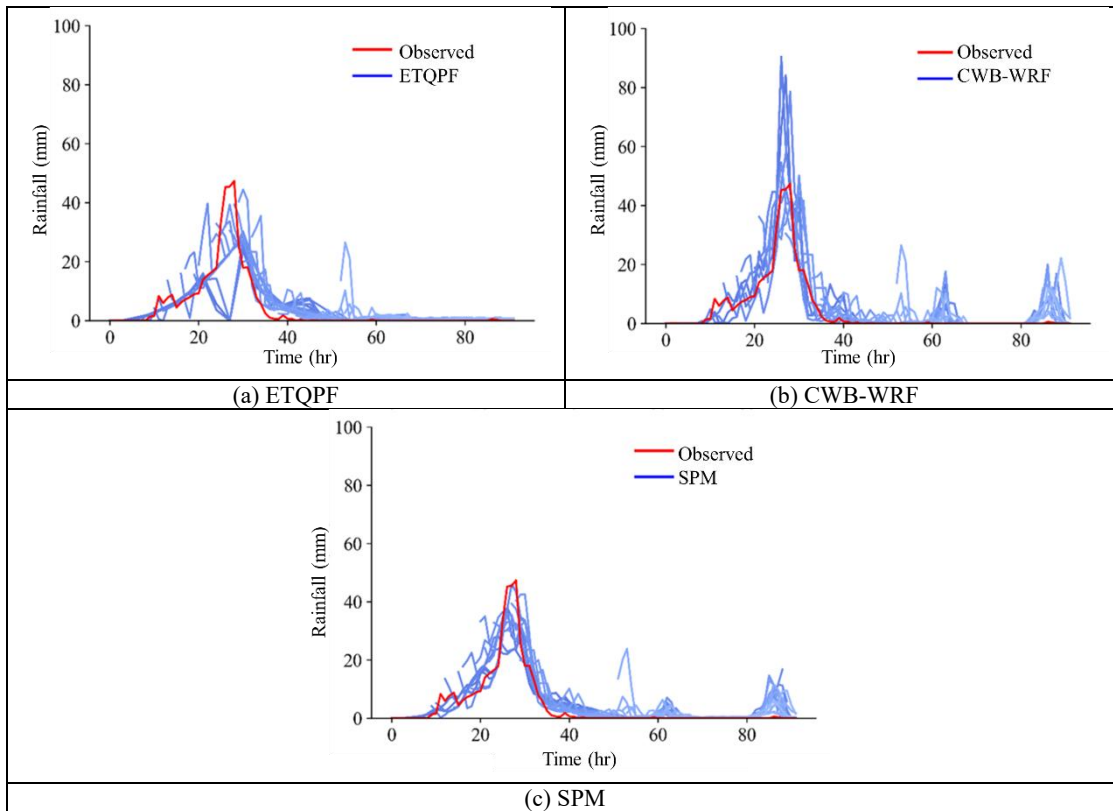 100
80
60
40
20
0
Rainfall (mm)
Observed
ETQPF
0 20 40 60 80
Time (hr)
(a) ETQPF
100
80
60
40
20
0
Rainfall (mm)
Observed
CWB-WRF
0 20 40 60 80
Time (hr)
(b) CWB-WRF
100
80
60
40
20
0
Rainfall (mm)
Observed
SPM
0 20 40 60 80
Time (hr)
(c) SPM